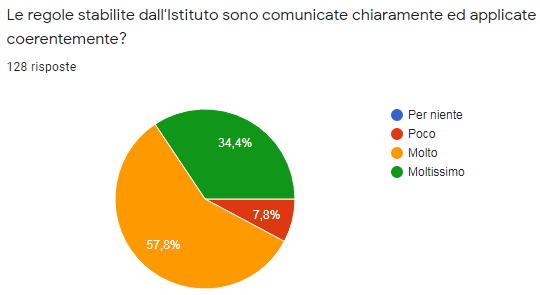 Le regole stabilite dall'Istituto sono comunicate chiaramente ed applicate
coerentemente?
128 risposte
Per niente
Poco
Molto
Moltissimo
34,4%
7,8%
57,8%